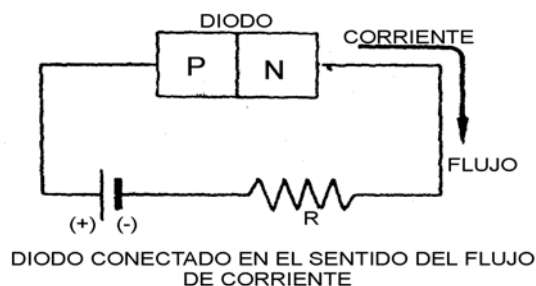 DIODO
CORRIENTE
P N
FLUJO
R
(+) (-)
DIODO CONECTADO EN EL SENTIDO DEL FLUJO
DE CORRIENTE